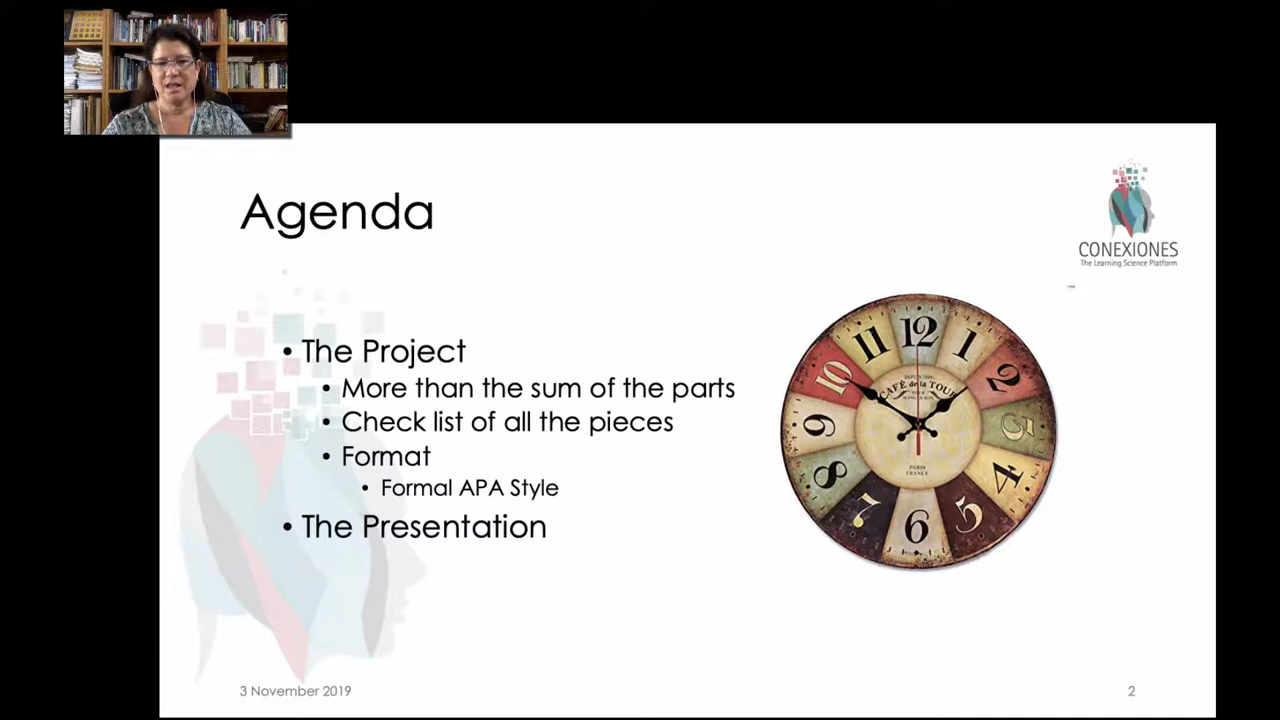 Agenda
CONEXIONES
The Learning Science Platform
• The Project
• More than the sum of the parts
• Check list of all the pieces
• Format
• Formal APA Style
• The Presentation
12
1
2
3
4
5
6
7
8
9
10
11
CAFÉ de la TOUR
PARIS
FRANCE
3 November 2019
2